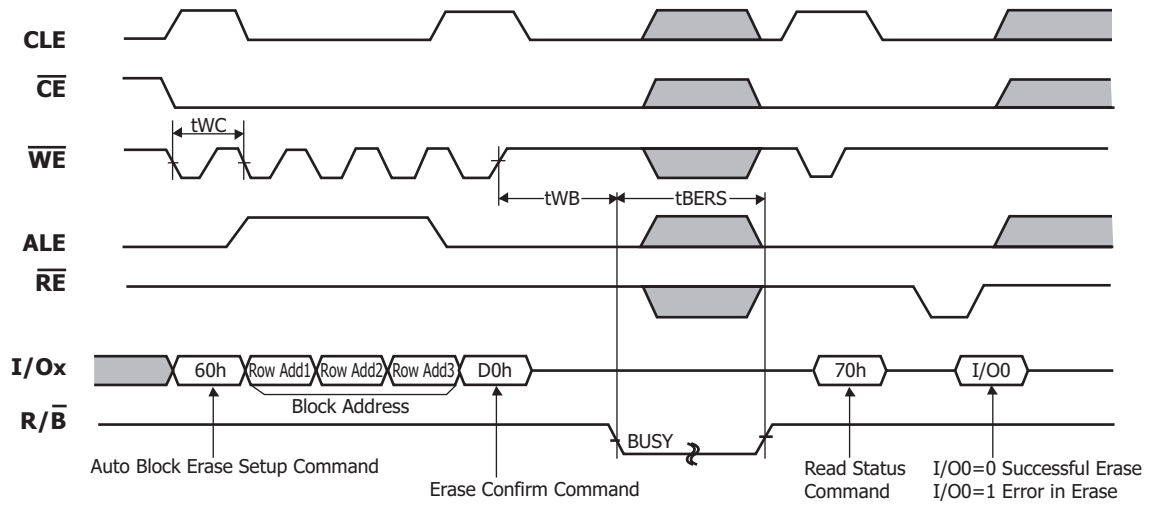 CLE
CE
tWC
WE
tWB
tBERS
ALE
RE
I/Ox
60h
Row Add1
Row Add2
Row Add3
D0h
70h
I/O0
Block Address
R/B
BUSY
Auto Block Erase Setup Command
Erase Confirm Command
Read Status
Command
I/O0=0 Successful Erase
I/O0=1 Error in Erase